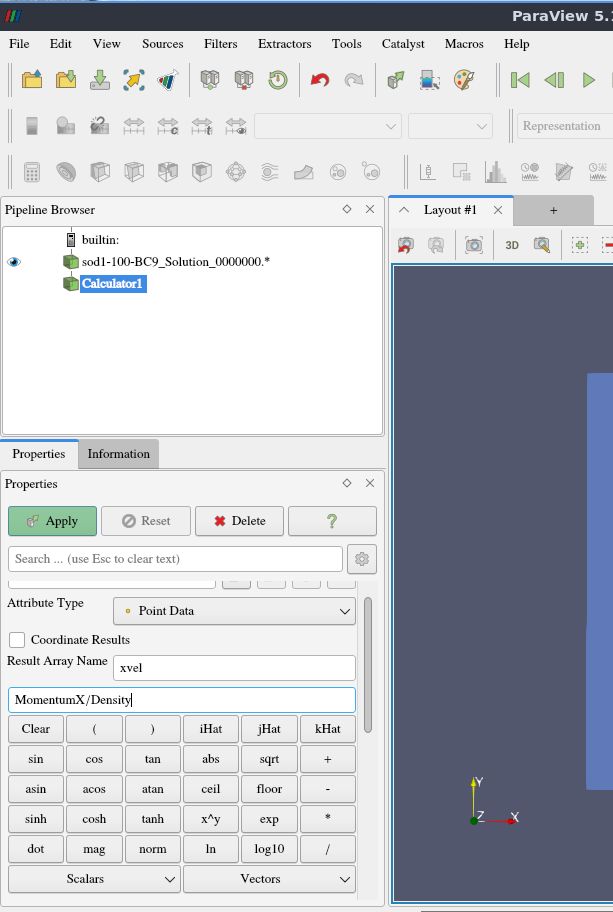 ParaView 5.
File Edit View Sources Filters Extractors Tools Catalyst Macros Help
Representation
Pipeline Browser
Layout #1
+
builtin:
sod1-100-BC9_Solution_0000000.*
Calculator1
3D
Properties Information
Properties
Apply Reset Delete ?
Search ... (use Esc to clear text)
Attribute Type Point Data
Coordinate Results
Result Array Name xvel
MomentumX/Density
Clear ( ) iHat jHat kHat
sin cos tan abs sqrt +
asin acos atan ceil floor -
sinh cosh tanh x^y exp *
dot mag norm ln log10 /
Scalars Vectors
Y
Z X